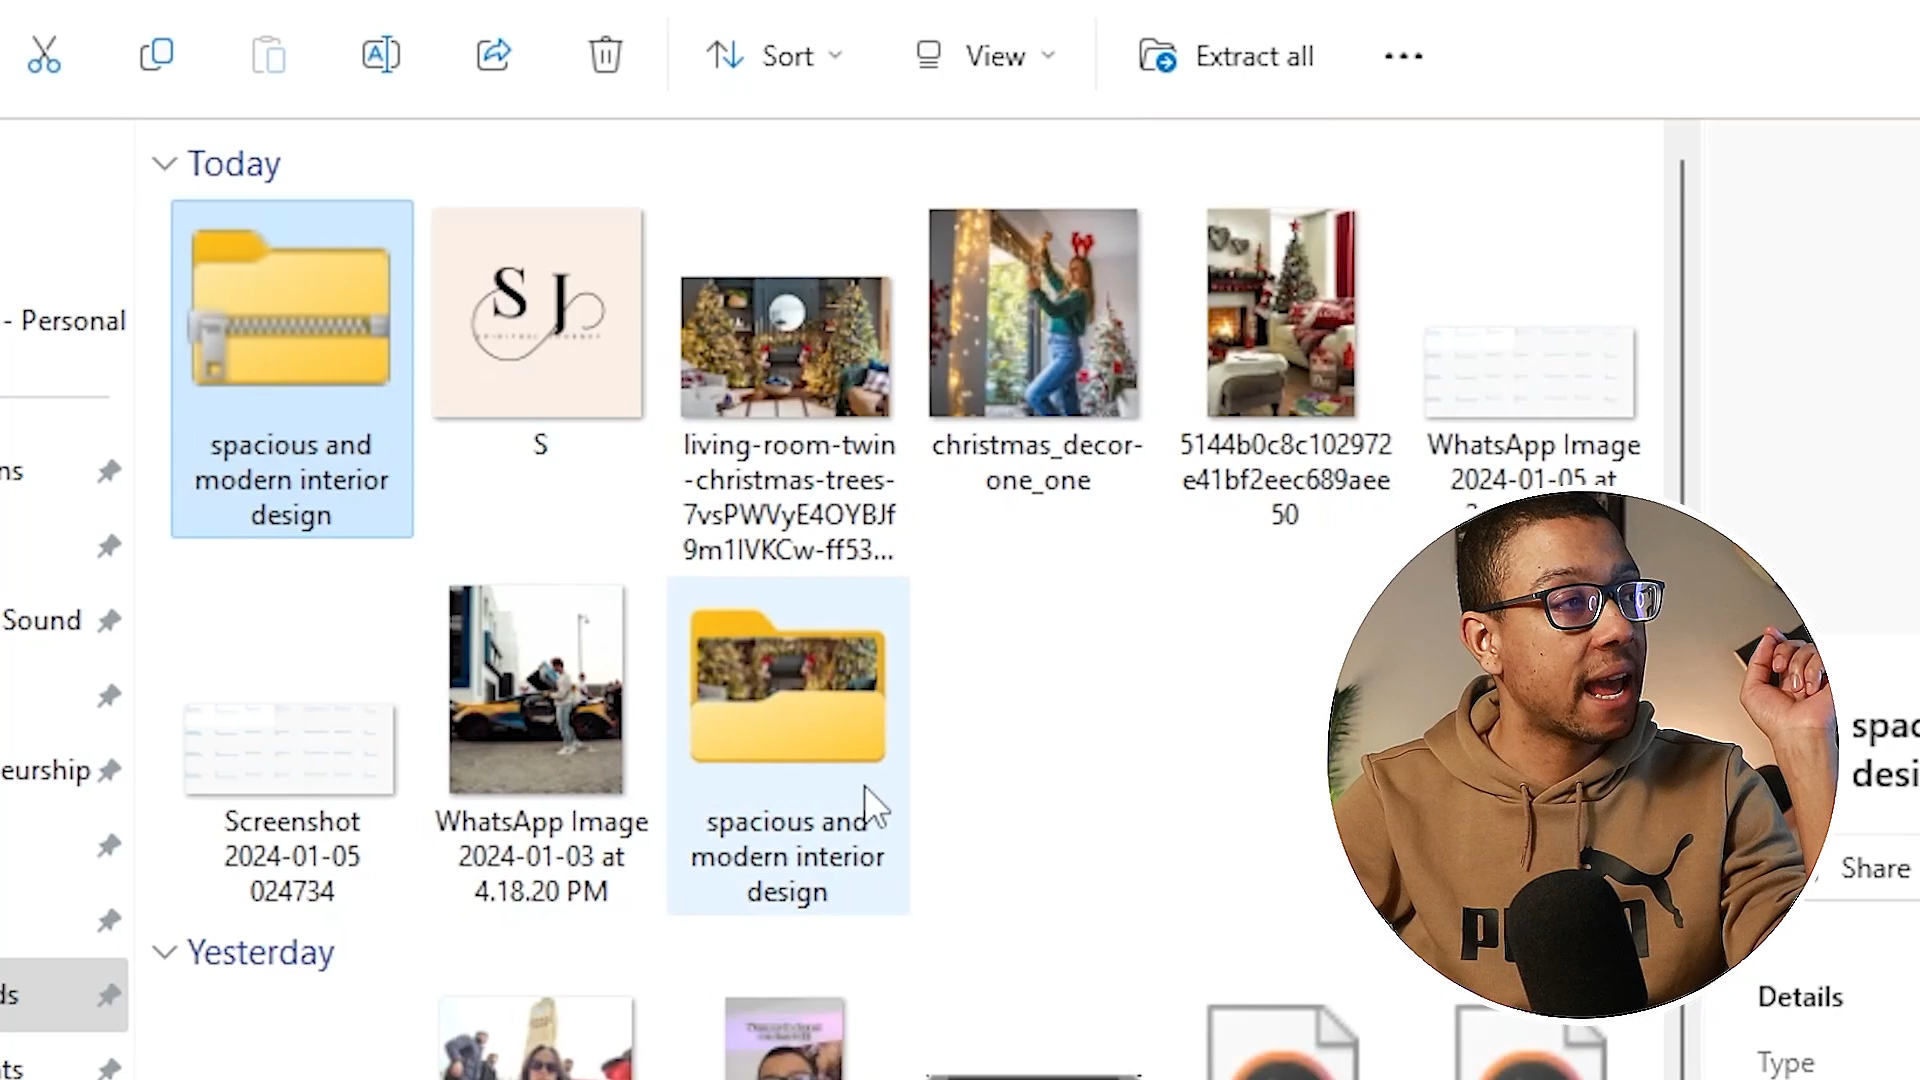 Sort
View
Extract all
Today
- Personal
ns
Sound
eurship
ds
nts
S J
spacious and
modern interior
design
S
living-room-twin
-christmas-trees-
7vsPWVyE4OYBJf
9m1IVKCw-ff53...
christmas_decor-
one_one
5144b0c8c102972
e41bf2eec689aee
50
WhatsApp Image
2024-01-05 at
Screenshot
2024-01-05
024734
WhatsApp Image
2024-01-03 at
4.18.20 PM
spacious and
modern interior
design
Yesterday
spac
desi
Share
Details
Type